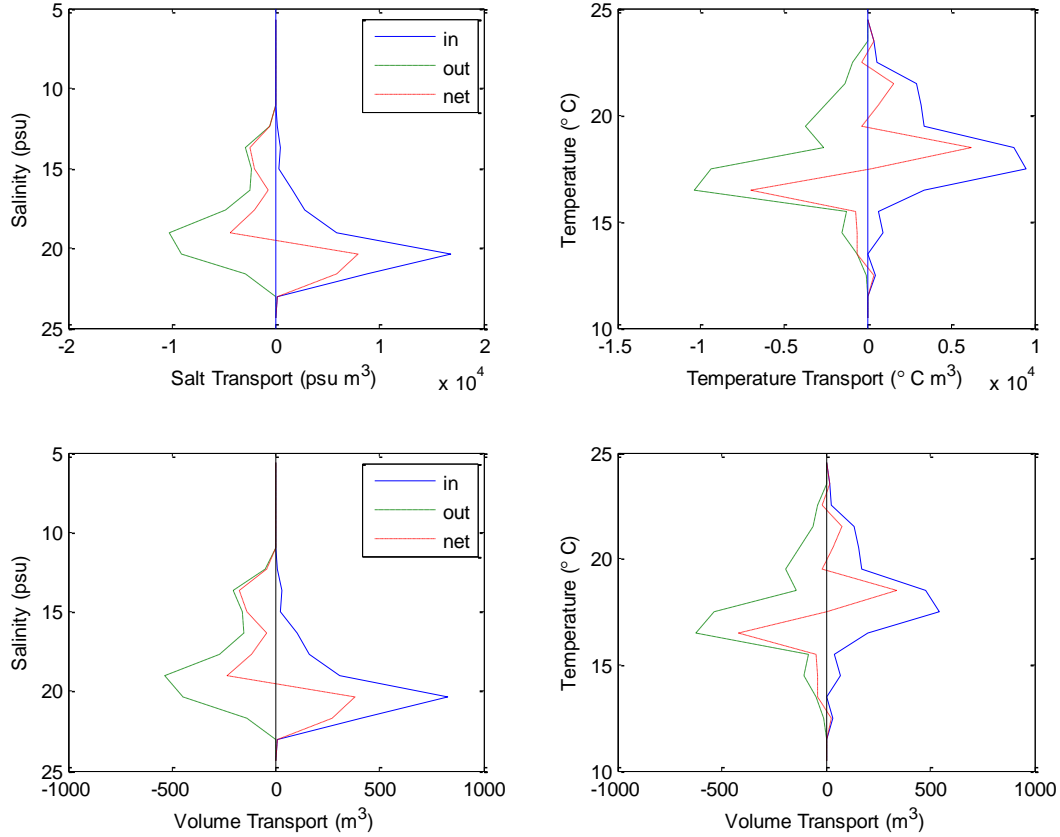 5
10
15
20
25
Salinity (psu)
in
out
net
-2
-1
0
1
2
Salt Transport (psu m³)
x 10⁴
25
20
15
10
Temperature (° C)
-1.5
-1
-0.5
0
0.5
1
Temperature Transport (° C m³)
x 10⁴
5
10
15
20
25
Salinity (psu)
in
out
net
-1000
-500
0
500
1000
Volume Transport (m³)
25
20
15
10
Temperature (° C)
-1000
-500
0
500
1000
Volume Transport (m³)